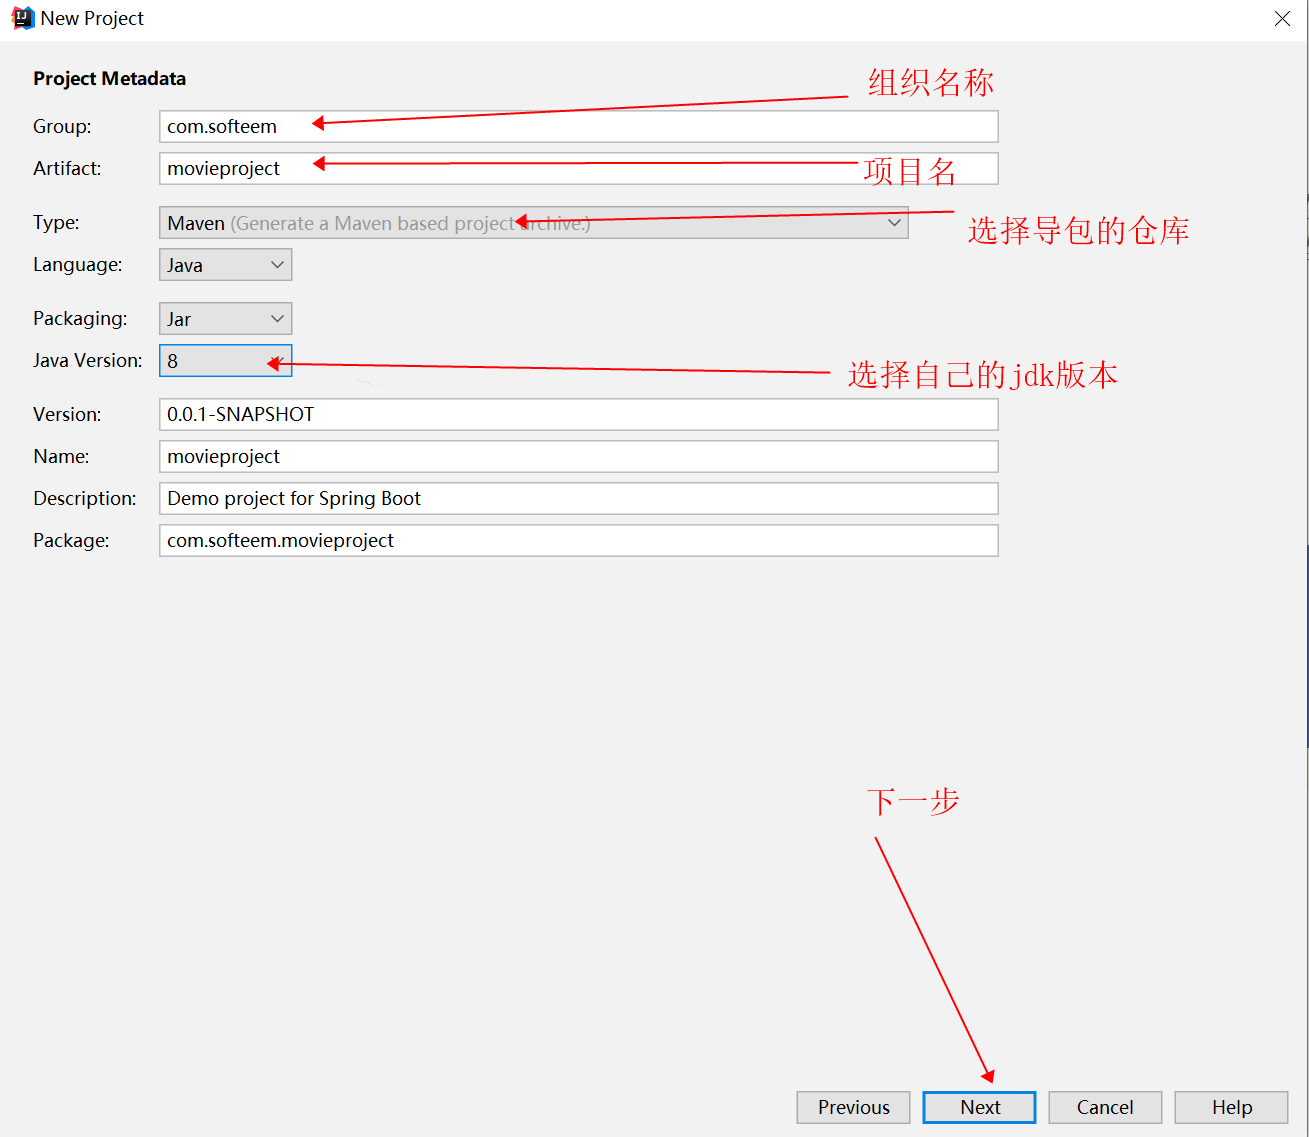 New Project
Project Metadata
组织名称
Group: com.softeem
Artifact: movieproject
项目名
Type: Maven (Generate a Maven based project archive.)
选择导包的仓库
Language: Java
Packaging: Jar
Java Version: 8
选择自己的jdk版本
Version: 0.0.1-SNAPSHOT
Name: movieproject
Description: Demo project for Spring Boot
Package: com.softeem.movieproject
下一步
Previous Next Cancel Help